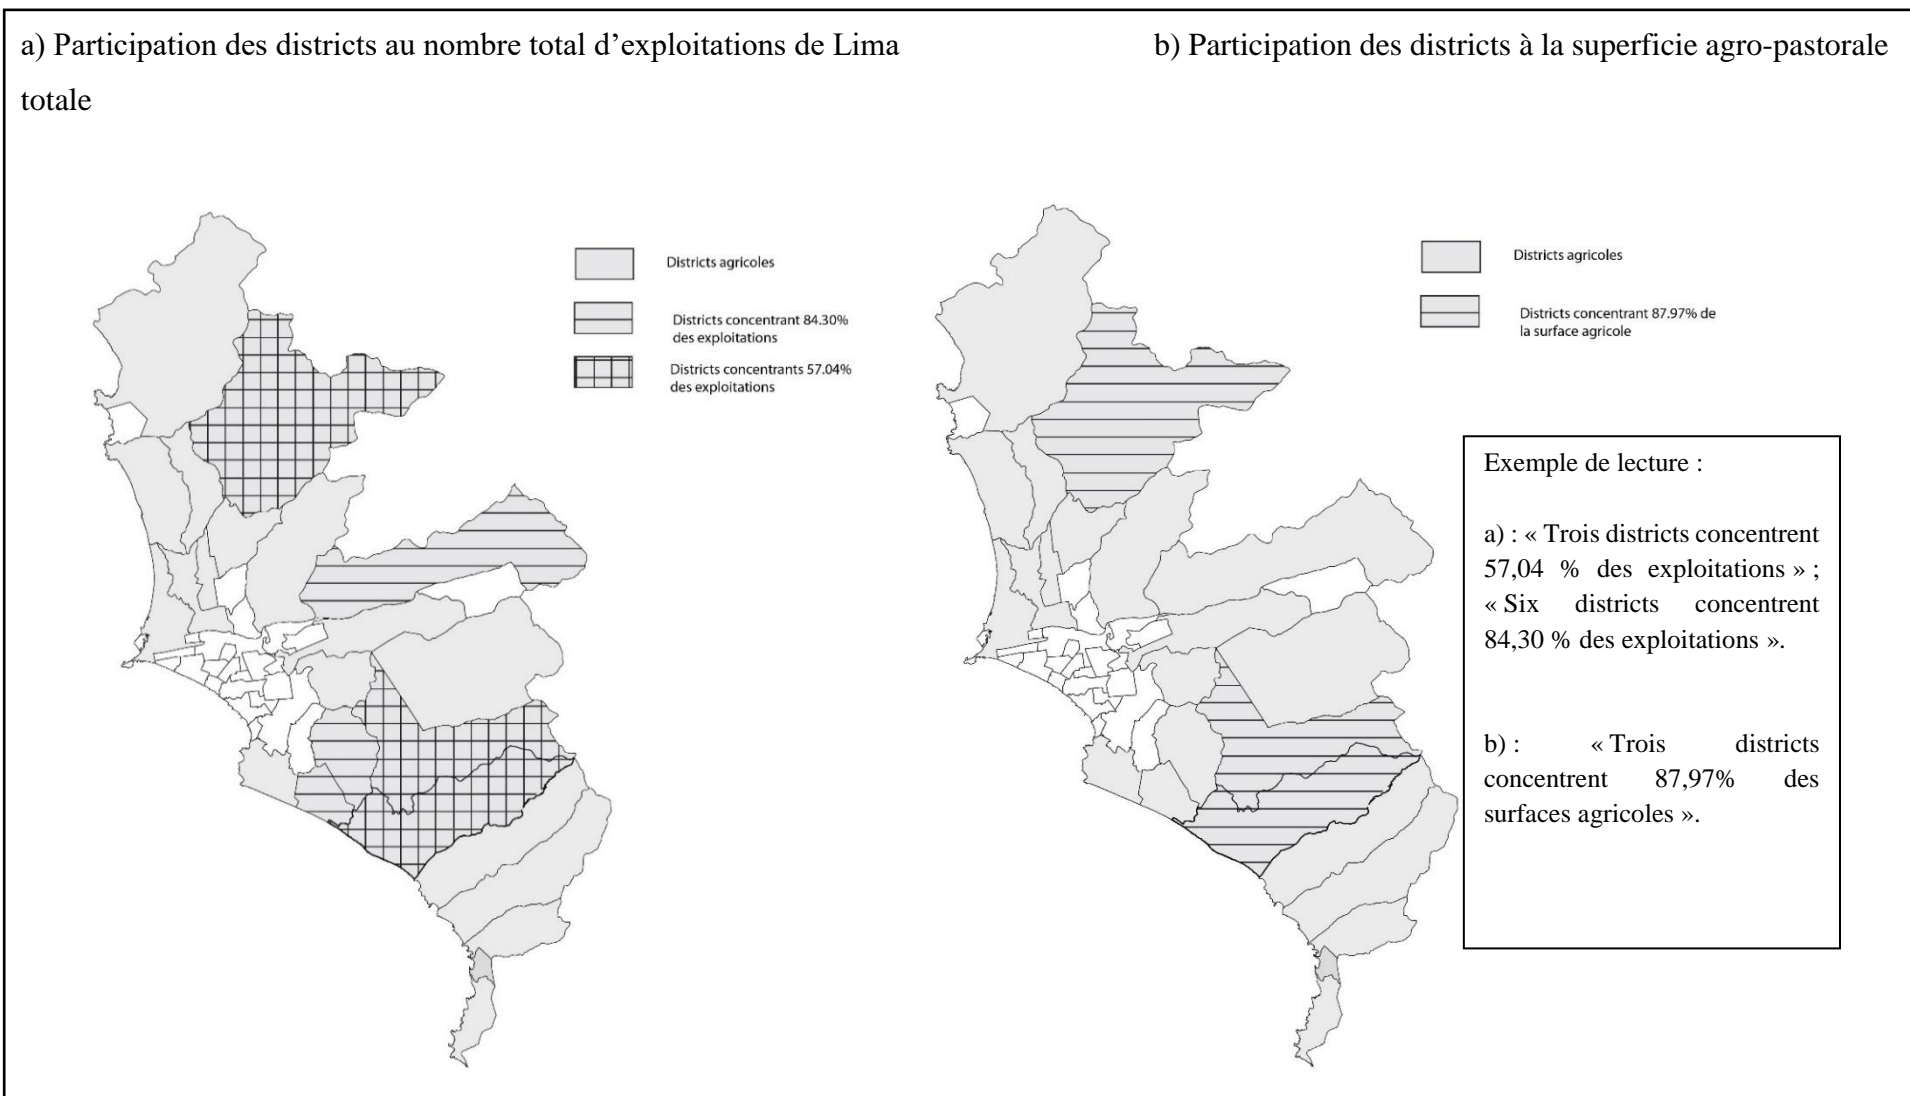 a) Participation des districts au nombre total d’exploitations de Lima
b) Participation des districts à la superficie agro-pastorale
totale
Districts agricoles
Districts concentrant 84.30%
des exploitations
Districts concentrants 57.04%
des exploitations
Districts agricoles
Districts concentrant 87.97% de
la surface agricole
Exemple de lecture :
a) : « Trois districts concentrent
57,04 % des exploitations » ;
« Six districts concentrent
84,30 % des exploitations ».
b) : « Trois districts
concentrent 87,97% des
surfaces agricoles ».